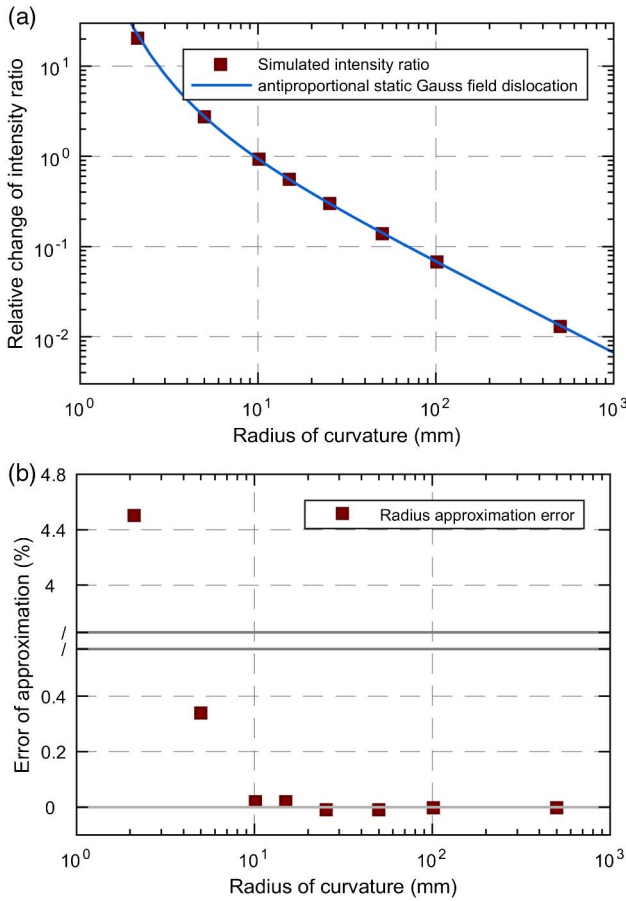 (a)
Relative change of intensity ratio
Simulated intensity ratio
antiproportional static Gauss field dislocation
10^1
10^0
10^-1
10^-2
10^0 10^1 10^2 10^3
Radius of curvature (mm)
(b)
Error of approximation (%)
Radius approximation error
4.8
4.4
4
/
/
0.4
0.2
0
10^0 10^1 10^2 10^3
Radius of curvature (mm)